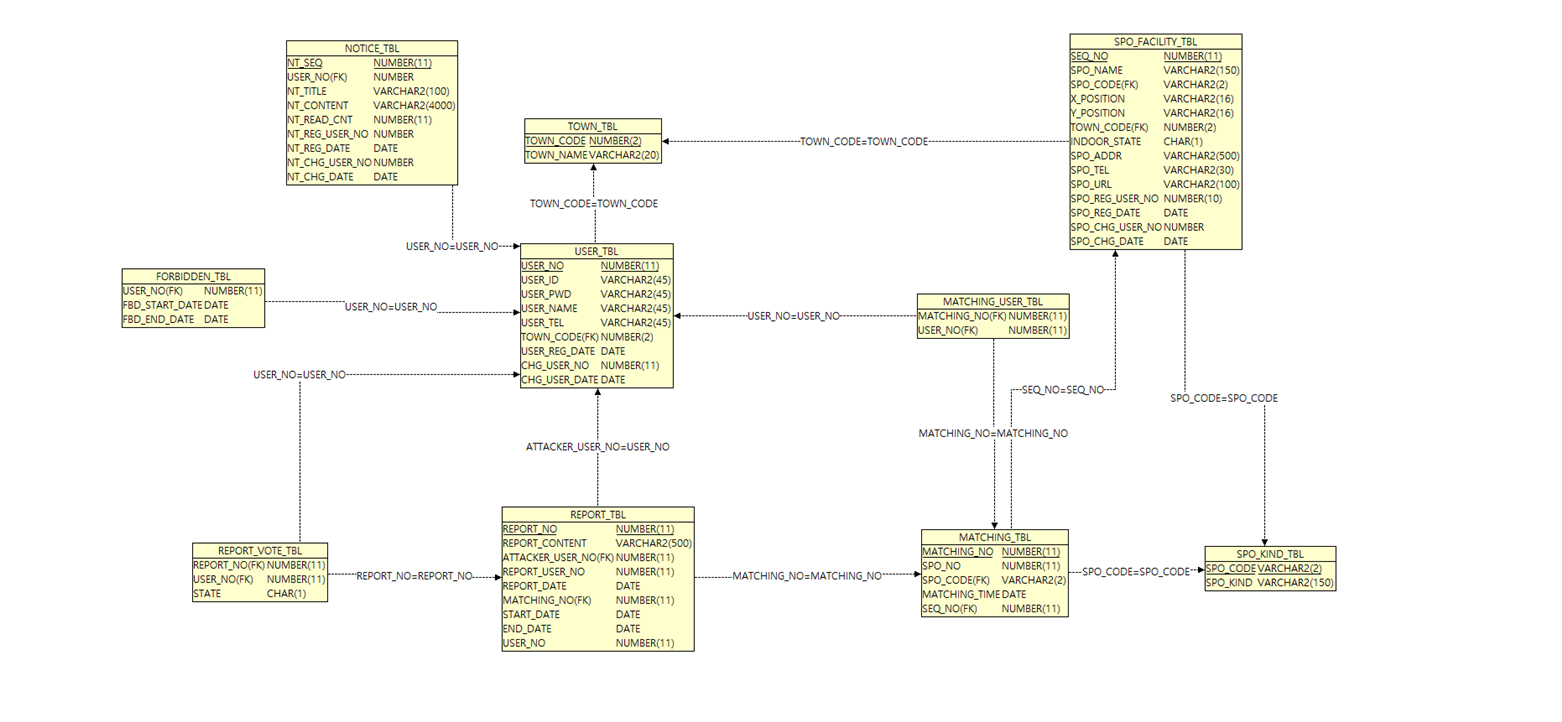 NOTICE_TBL
NT_SEQ NUMBER(11)
USER_NO(FK) NUMBER
NT_TITLE VARCHAR2(100)
NT_CONTENT VARCHAR2(4000)
NT_READ_CNT NUMBER(11)
NT_REG_USER_NO NUMBER
NT_REG_DATE DATE
NT_CHG_USER_NO NUMBER
NT_CHG_DATE DATE
SPO_FACILITY_TBL
SEQ_NO NUMBER(11)
SPO_NAME VARCHAR2(150)
SPO_CODE(FK) VARCHAR2(2)
X_POSITION VARCHAR2(16)
Y_POSITION VARCHAR2(16)
TOWN_CODE(FK) NUMBER(2)
INDOOR_STATE CHAR(1)
SPO_ADDR VARCHAR2(500)
SPO_TEL VARCHAR2(30)
SPO_URL VARCHAR2(100)
SPO_REG_USER_NO NUMBER(10)
SPO_REG_DATE DATE
SPO_CHG_USER_NO NUMBER
SPO_CHG_DATE DATE
TOWN_TBL
TOWN_CODE NUMBER(2)
TOWN_NAME VARCHAR2(20)
TOWN_CODE=TOWN_CODE
TOWN_CODE=TOWN_CODE
USER_NO=USER_NO
USER_TBL
USER_NO NUMBER(11)
USER_ID VARCHAR2(45)
USER_PWD VARCHAR2(45)
USER_NAME VARCHAR2(45)
USER_TEL VARCHAR2(45)
TOWN_CODE(FK) NUMBER(2)
USER_REG_DATE DATE
CHG_USER_NO NUMBER(11)
CHG_USER_DATE DATE
FORBIDDEN_TBL
USER_NO(FK) NUMBER(11)
FBD_START_DATE DATE
FBD_END_DATE DATE
USER_NO=USER_NO
USER_NO=USER_NO
MATCHING_USER_TBL
MATCHING_NO(FK) NUMBER(11)
USER_NO(FK) NUMBER(11)
USER_NO=USER_NO
SEQ_NO=SEQ_NO
SPO_CODE=SPO_CODE
MATCHING_NO=MATCHING_NO
ATTACKER_USER_NO=USER_NO
REPORT_TBL
REPORT_NO NUMBER(11)
REPORT_CONTENT VARCHAR2(500)
ATTACKER_USER_NO(FK) NUMBER(11)
REPORT_USER_NO NUMBER(11)
REPORT_DATE DATE
MATCHING_NO(FK) NUMBER(11)
START_DATE DATE
END_DATE DATE
USER_NO NUMBER(11)
REPORT_VOTE_TBL
REPORT_NO(FK) NUMBER(11)
USER_NO(FK) NUMBER(11)
STATE CHAR(1)
REPORT_NO=REPORT_NO
MATCHING_NO=MATCHING_NO
MATCHING_TBL
MATCHING_NO NUMBER(11)
SPO_NO NUMBER(11)
SPO_CODE(FK) VARCHAR2(2)
MATCHING_TIME DATE
SEQ_NO(FK) NUMBER(11)
SPO_CODE=SPO_CODE
SPO_KIND_TBL
SPO_CODE VARCHAR2(2)
SPO_KIND VARCHAR2(150)